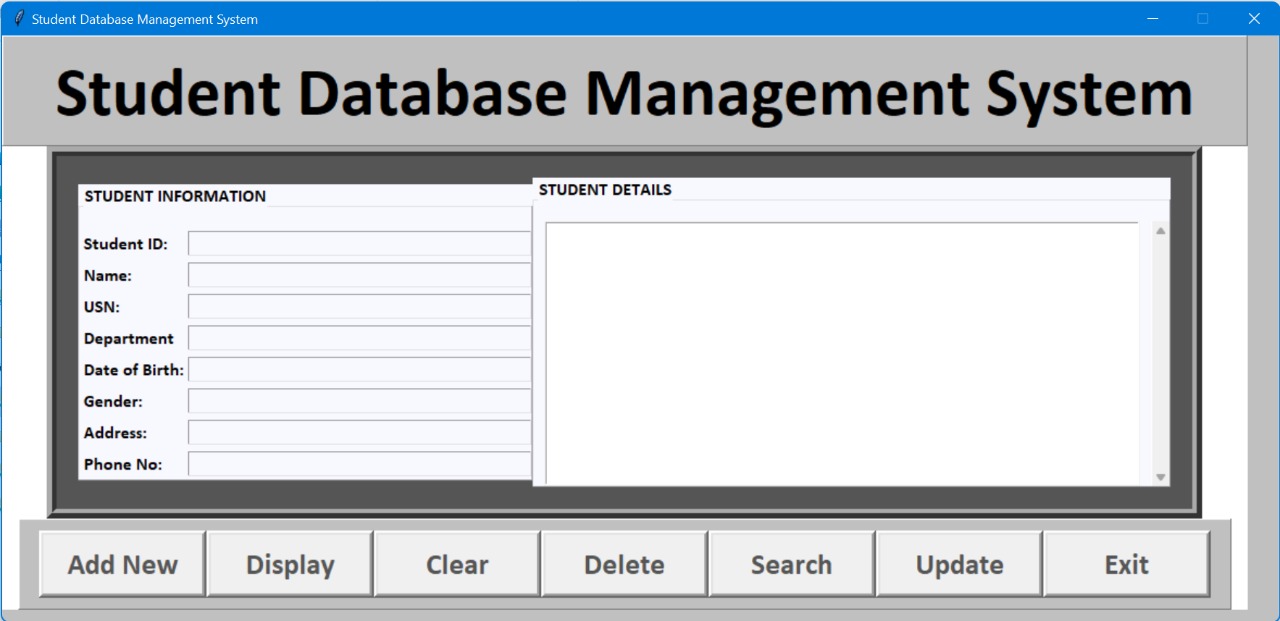 Student Database Management System
Student Database Management System
STUDENT INFORMATION
Student ID:
Name:
USN:
Department
Date of Birth:
Gender:
Address:
Phone No:
STUDENT DETAILS
Add New Display Clear Delete Search Update Exit